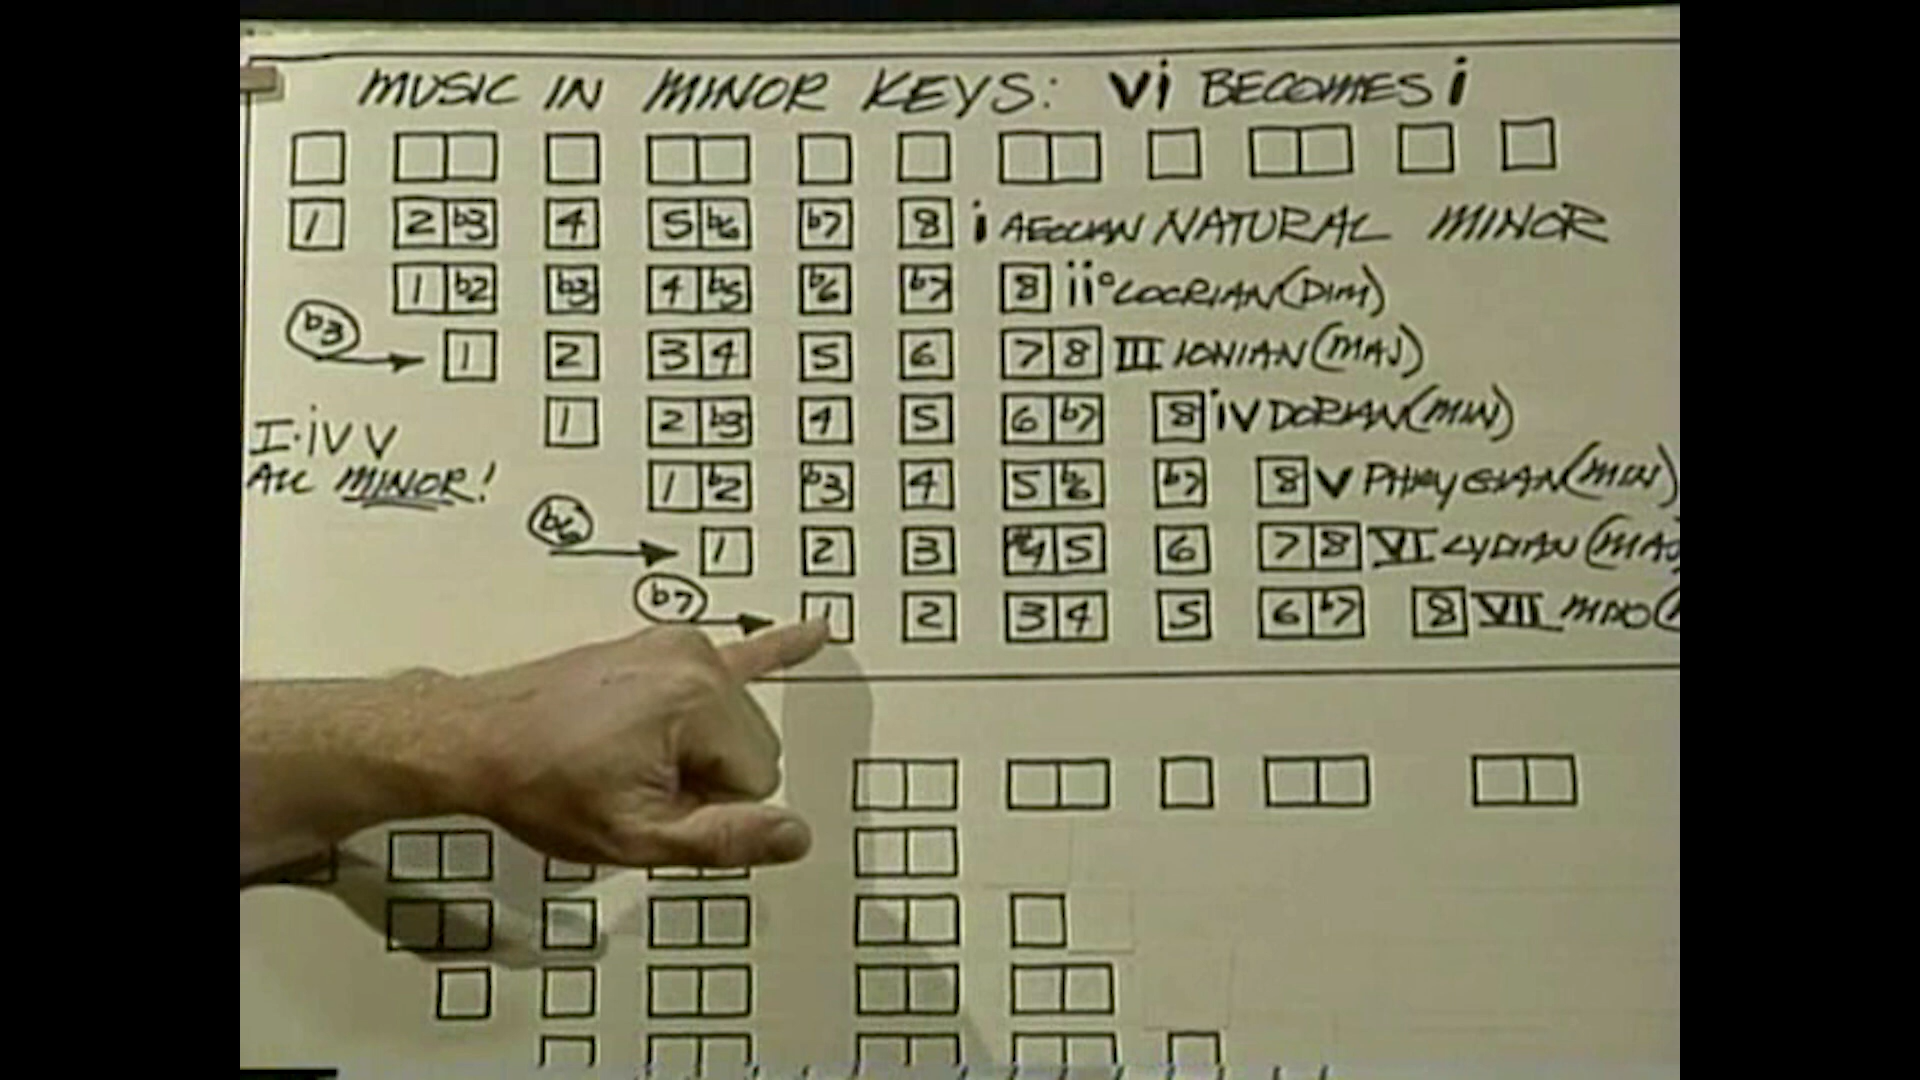 MUSIC IN MINOR KEYS: vi BECOMES i
1 2 b3 4 5 b6 b7 8 i AEOLIAN NATURAL MINOR
1 b2 b3 4 b5 b6 b7 8 ii° LOCRIAN (DIM)
b3 1 2 3 4 5 6 7 8 III IONIAN (MAJ)
1 2 b3 4 5 6 b7 8 iV DORIAN (MIN)
I·iV V
ALL MINOR!
1 b2 b3 4 5 b6 b7 8 V PHRYGIAN (MIN)
b6 1 2 3 #4 5 6 7 8 VI LYDIAN (MAJ
b7 1 2 3 4 5 6 b7 8 VII MIXO (